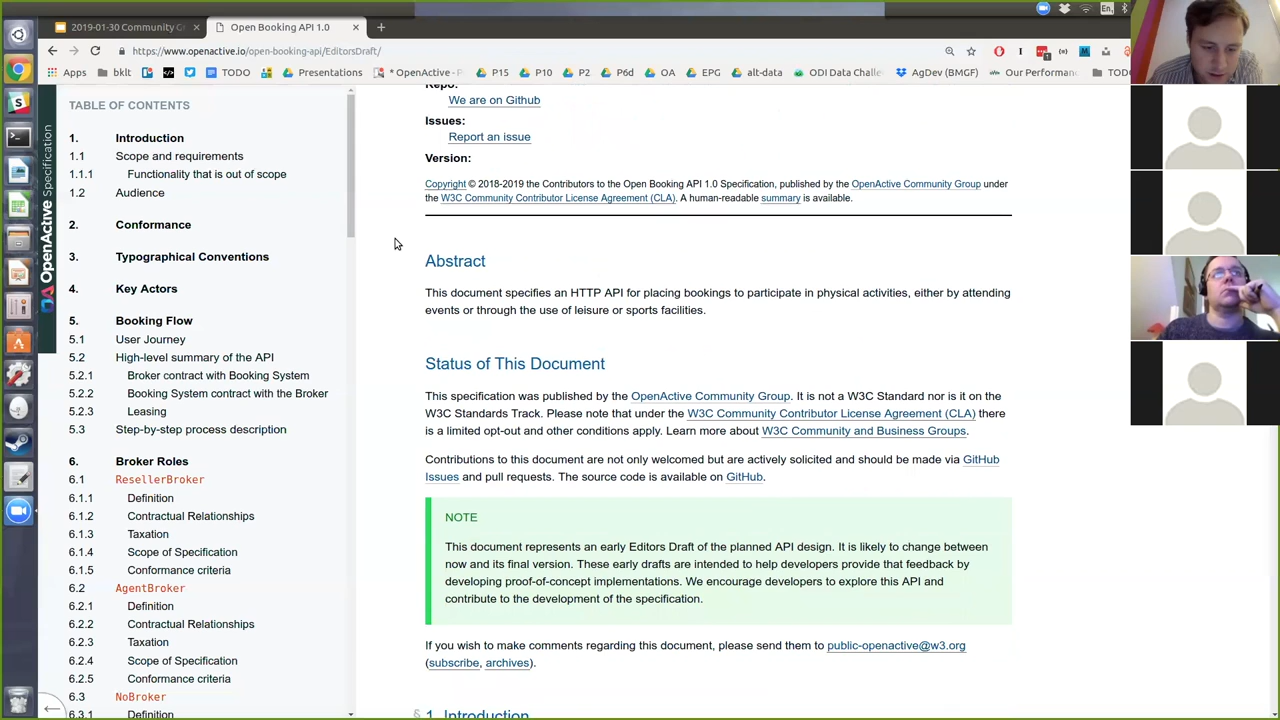 2019-01-30 Community G
Open Booking API 1.0
En
https://www.openactive.io/open-booking-api/EditorsDraft/
Apps
bklt
TODO
Presentations
* OpenActive - P
P15
P10
P2
P6d
OA
EPG
alt-data
ODI Data Challe
AgDev (BMGF)
Our Performan
TODO
OpenActive Specification
TABLE OF CONTENTS
1. Introduction
1.1 Scope and requirements
1.1.1 Functionality that is out of scope
1.2 Audience
2. Conformance
3. Typographical Conventions
4. Key Actors
5. Booking Flow
5.1 User Journey
5.2 High-level summary of the API
5.2.1 Broker contract with Booking System
5.2.2 Booking System contract with the Broker
5.2.3 Leasing
5.3 Step-by-step process description
6. Broker Roles
6.1 ResellerBroker
6.1.1 Definition
6.1.2 Contractual Relationships
6.1.3 Taxation
6.1.4 Scope of Specification
6.1.5 Conformance criteria
6.2 AgentBroker
6.2.1 Definition
6.2.2 Contractual Relationships
6.2.3 Taxation
6.2.4 Scope of Specification
6.2.5 Conformance criteria
6.3 NoBroker
6.3.1 Definition
Repo:
We are on Github
Issues:
Report an issue
Version:
Copyright © 2018-2019 the Contributors to the Open Booking API 1.0 Specification, published by the OpenActive Community Group under
the W3C Community Contributor License Agreement (CLA). A human-readable summary is available.
Abstract
This document specifies an HTTP API for placing bookings to participate in physical activities, either by attending
events or through the use of leisure or sports facilities.
Status of This Document
This specification was published by the OpenActive Community Group. It is not a W3C Standard nor is it on the
W3C Standards Track. Please note that under the W3C Community Contributor License Agreement (CLA) there
is a limited opt-out and other conditions apply. Learn more about W3C Community and Business Groups.
Contributions to this document are not only welcomed but are actively solicited and should be made via GitHub
Issues and pull requests. The source code is available on GitHub.
NOTE
This document represents an early Editors Draft of the planned API design. It is likely to change between
now and its final version. These early drafts are intended to help developers provide that feedback by
developing proof-of-concept implementations. We encourage developers to explore this API and
contribute to the development of the specification.
If you wish to make comments regarding this document, please send them to public-openactive@w3.org
(subscribe, archives).
§ 1. Introduction